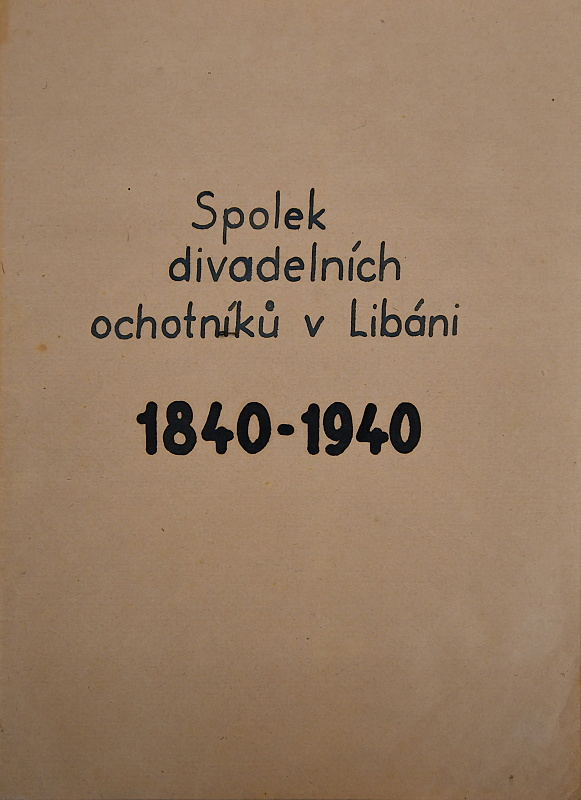 Spolek
divadelních
ochotníků v Libáni
1840-1940